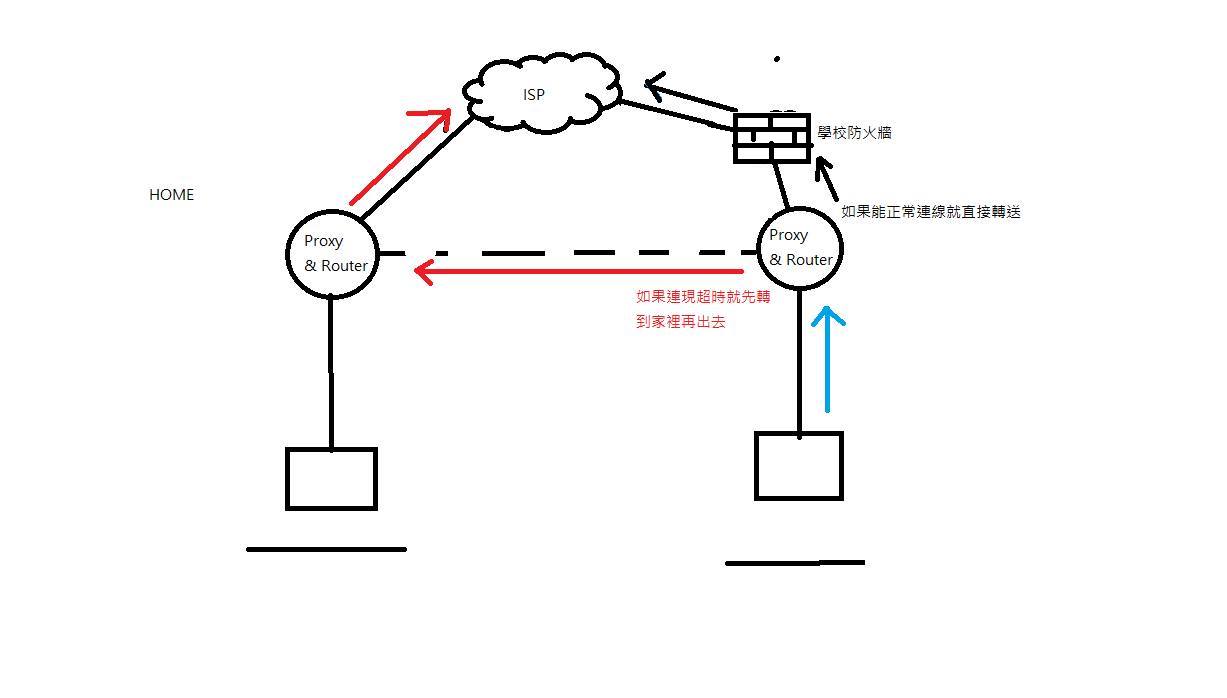 ISP
學校防火牆
HOME
如果能正常連線就直接轉送
Proxy
& Router
Proxy
& Router
如果連現超時就先轉
到家裡再出去